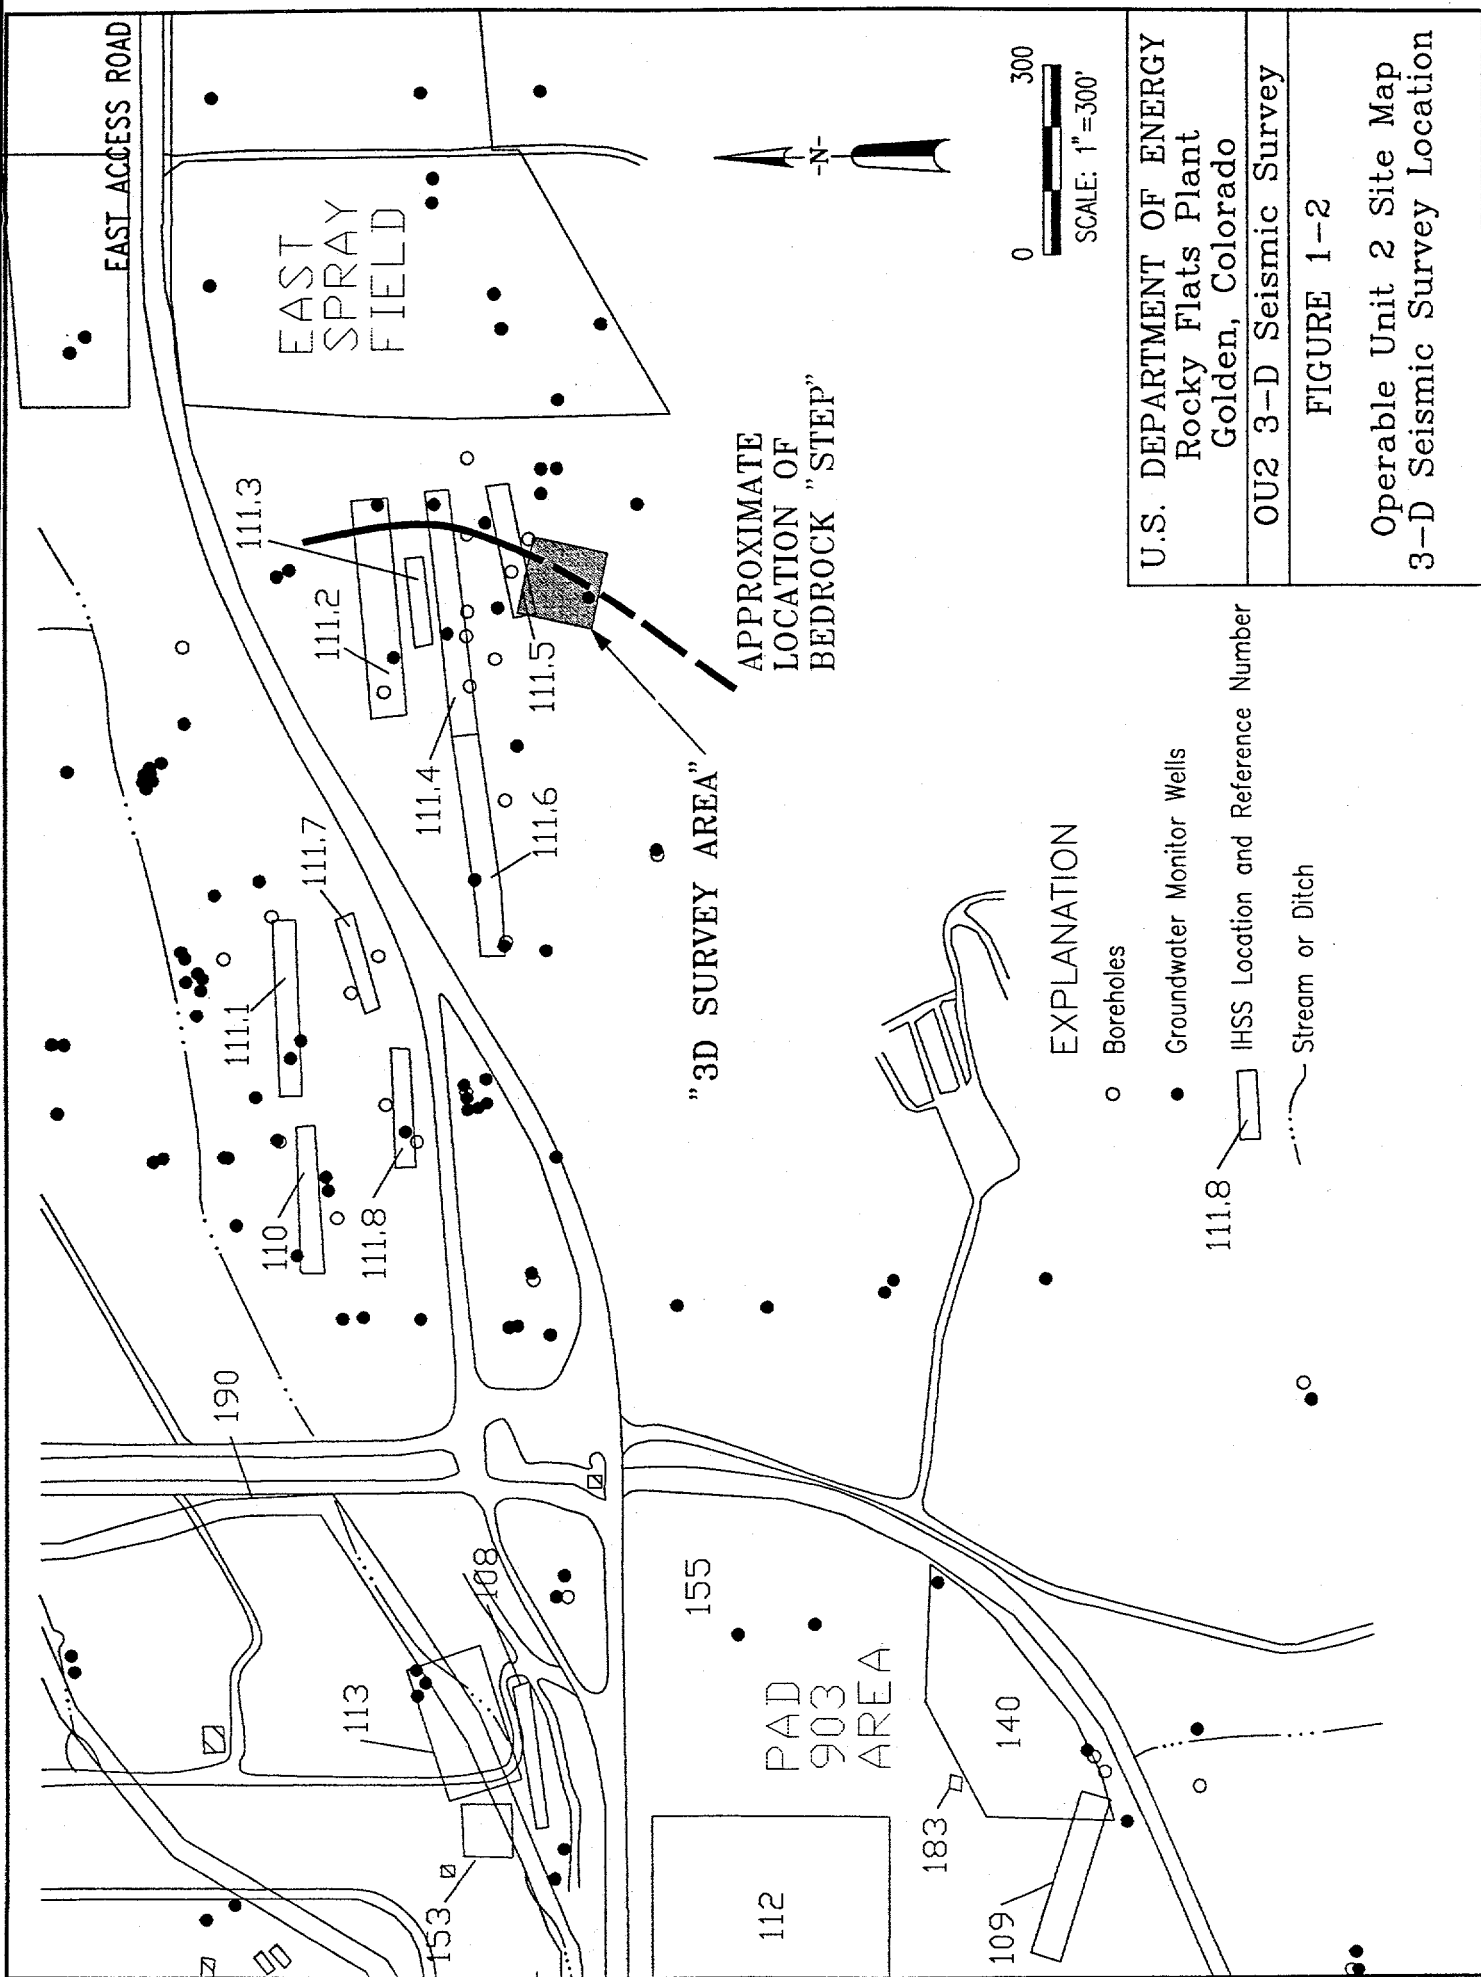 EAST ACCESS ROAD
EAST
SPRAY
FIELD
111.3
111.2
111.5
111.4
111.6
111.7
111.1
110
111.8
190
108
113
153
155
PAD
903
AREA
112
140
183
109
APPROXIMATE
LOCATION OF
BEDROCK "STEP"
"3D SURVEY AREA"
-N-
0 300
SCALE: 1"=300'
EXPLANATION
Boreholes
Groundwater Monitor Wells
111.8 IHSS Location and Reference Number
Stream or Ditch
U.S. DEPARTMENT OF ENERGY
Rocky Flats Plant
Golden, Colorado
OU2 3-D Seismic Survey
FIGURE 1-2
Operable Unit 2 Site Map
3-D Seismic Survey Location